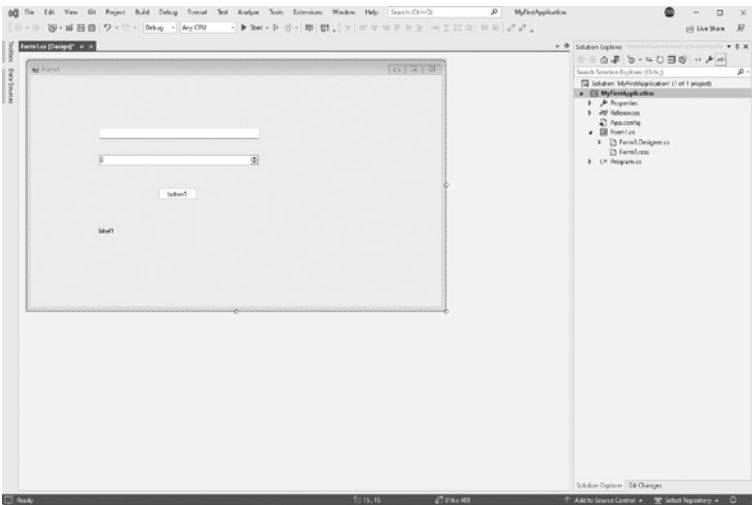 File Edit View Git Project Build Debug Format Test Analyze Tools Extensions Window Help Search (Ctrl+Q) MyFirstApplication
Debug Any CPU Start Live Share
Toolbox Data Sources
Form1.cs [Design]*
Form1
0
button1
label1
Solution Explorer
Search Solution Explorer (Ctrl+;)
Solution 'MyFirstApplication' (1 of 1 project)
MyFirstApplication
Properties
References
App.config
Form1.cs
Form1.Designer.cs
Form1.resx
C# Program.cs
Solution Explorer Git Changes
Ready 15, 15 Add to Source Control Select Repository